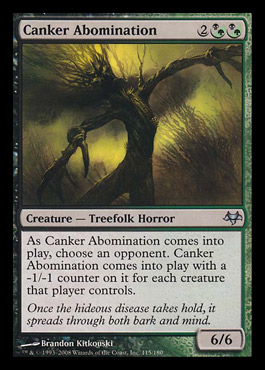 Canker Abomination 2
Creature — Treefolk Horror
As Canker Abomination comes into
play, choose an opponent. Canker
Abomination comes into play with a
-1/-1 counter on it for each creature
that player controls.
Once the hideous disease takes hold, it
spreads through both bark and mind.
Brandon Kitkouski
™ & © 1993–2008 Wizards of the Coast, Inc. 115/180
6/6